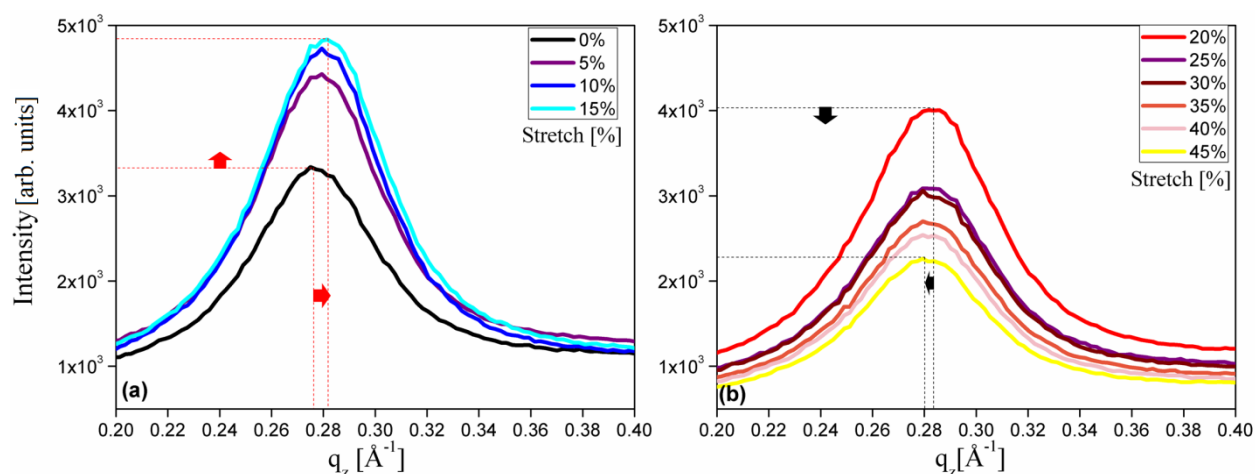 5x10³
4x10³
3x10³
2x10³
1x10³
Intensity [arb. units]
0%
5%
10%
15%
Stretch [%]
(a)
0.20 0.22 0.24 0.26 0.28 0.30 0.32 0.34 0.36 0.38 0.40
q_z [Å⁻¹]
5x10³
4x10³
3x10³
2x10³
1x10³
20%
25%
30%
35%
40%
45%
Stretch [%]
(b)
0.20 0.22 0.24 0.26 0.28 0.30 0.32 0.34 0.36 0.38 0.40
q_z[Å⁻¹]